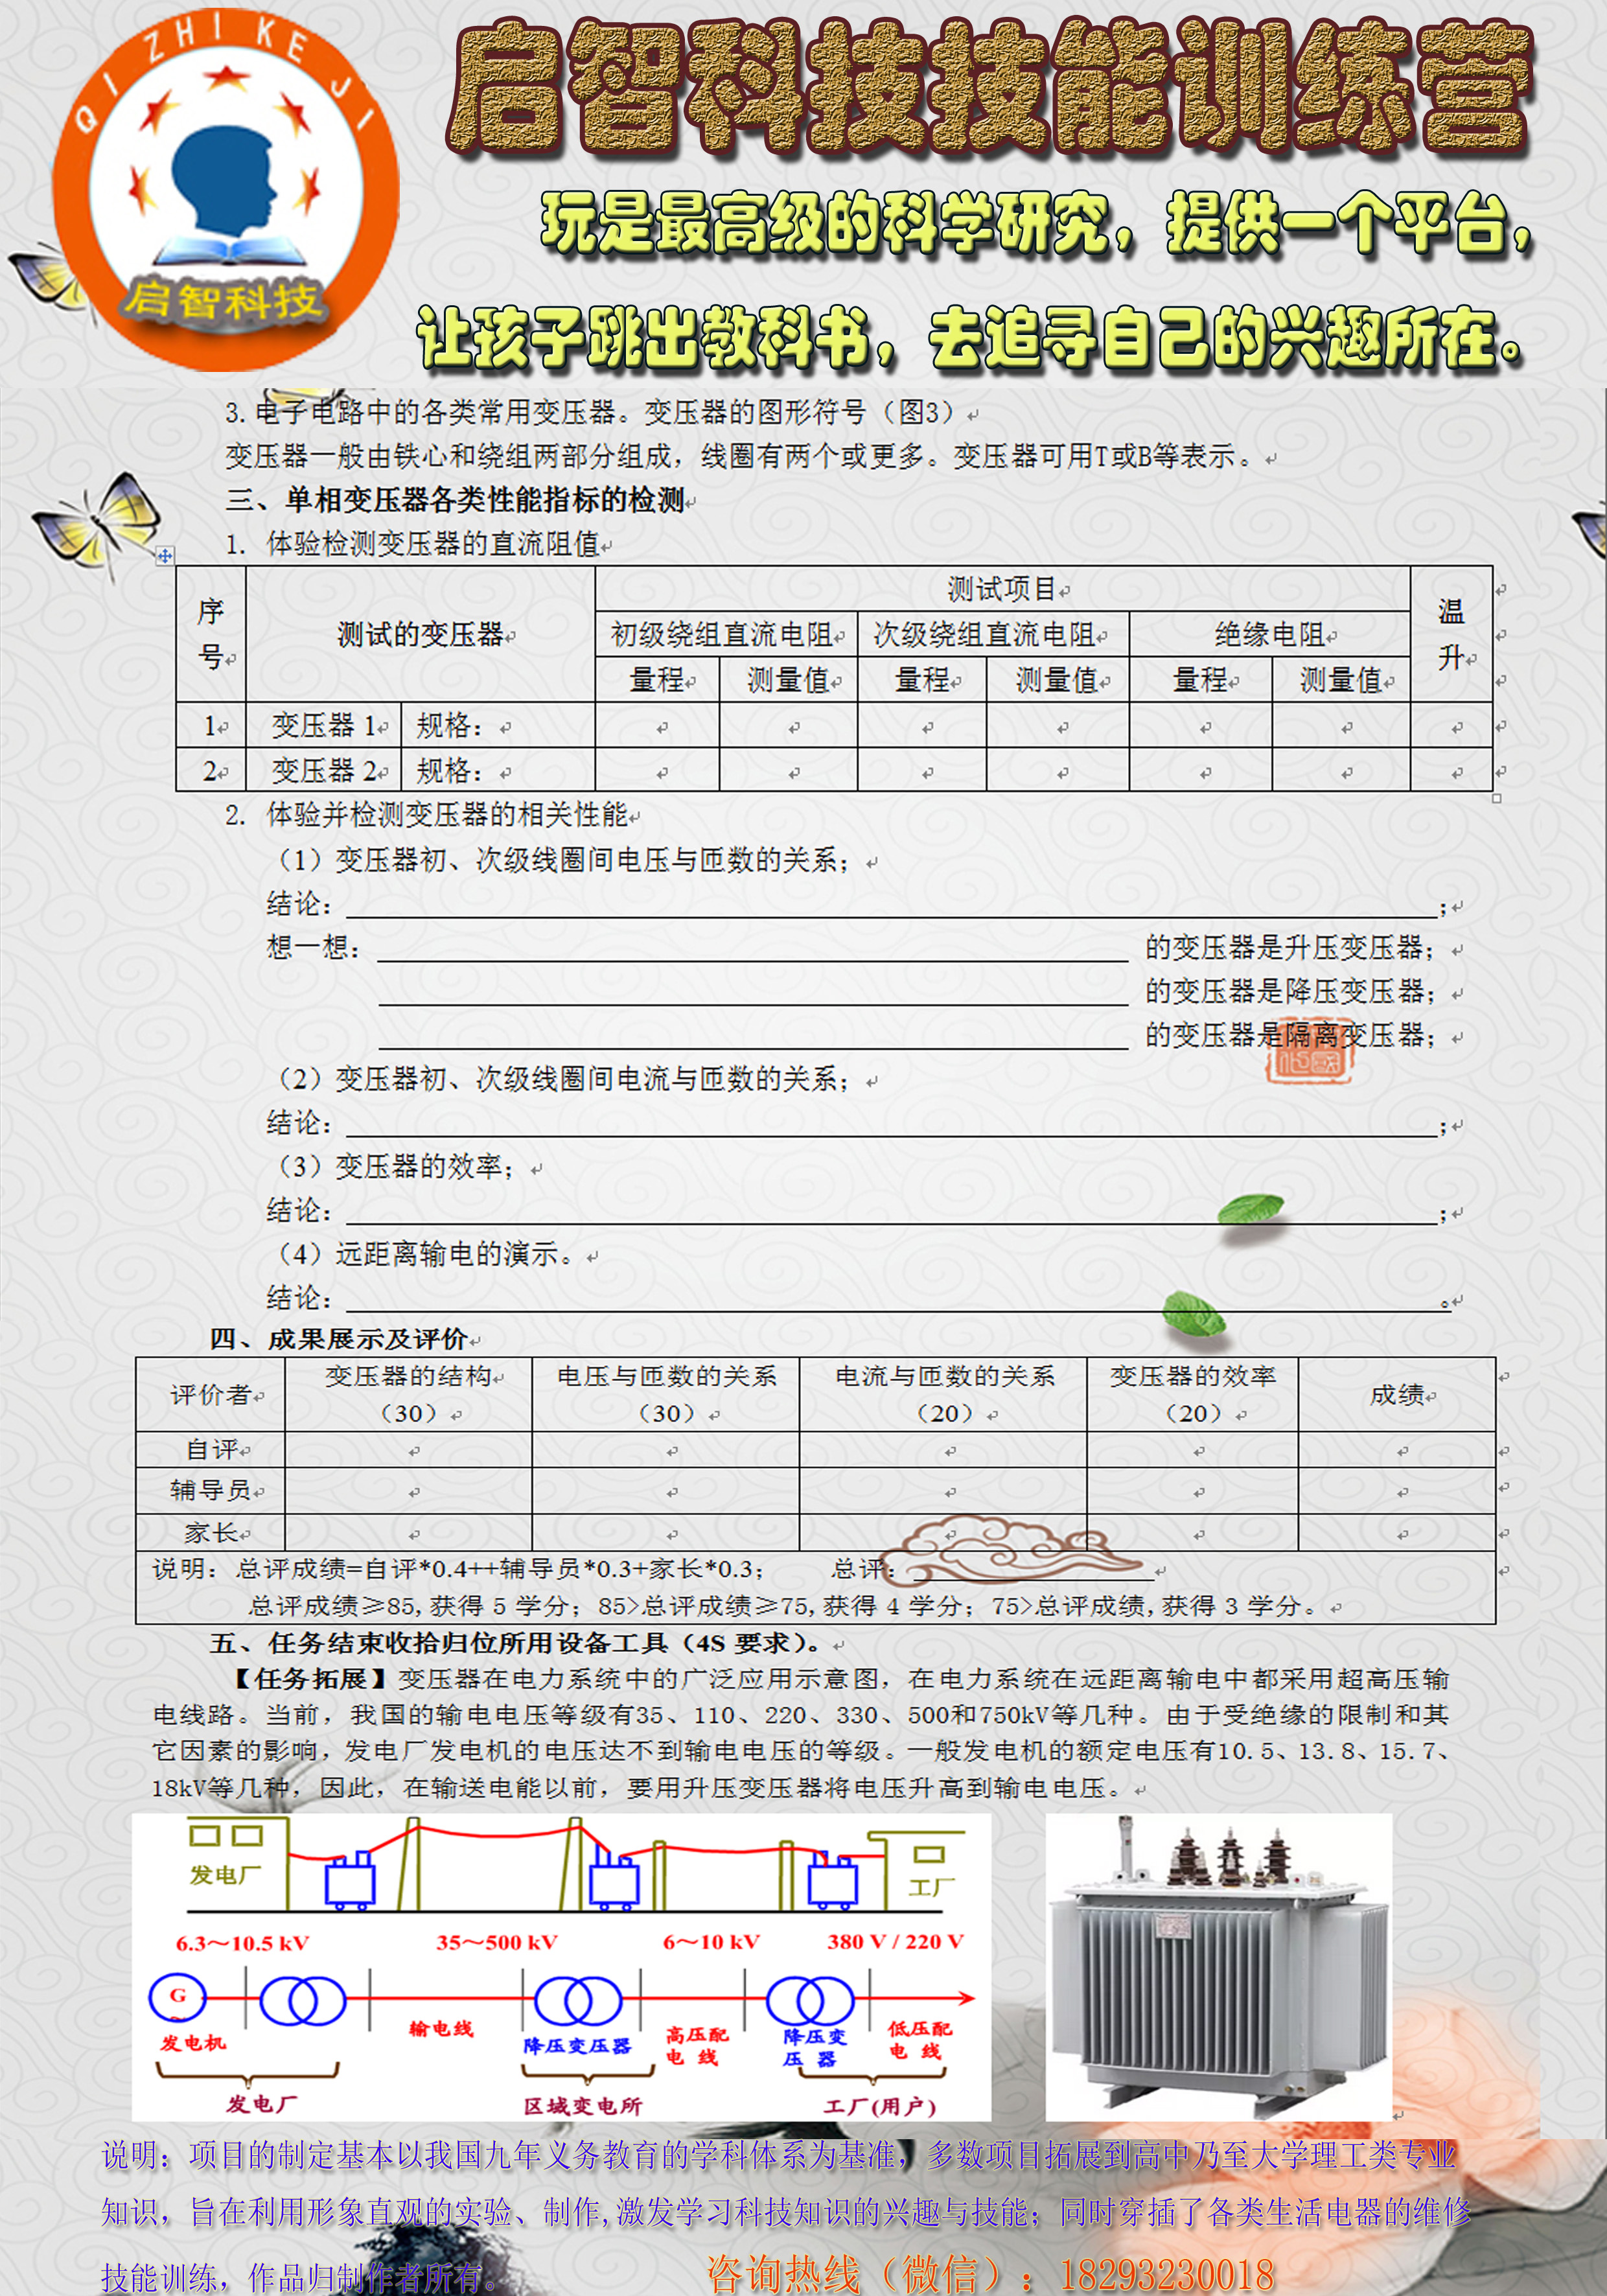 QI ZHI KE JI
启智科技
启智科技技能训练营
玩是最高级的科学研究，提供一个平台，
让孩子跳出教科书，去追寻自己的兴趣所在。
3.电子电路中的各类常用变压器。变压器的图形符号（图3）
变压器一般由铁心和绕组两部分组成，线圈有两个或更多。变压器可用T或B等表示。
三、单相变压器各类性能指标的检测
1. 体验检测变压器的直流阻值
序号 测试的变压器 测试项目 温升
初级绕组直流电阻 次级绕组直流电阻 绝缘电阻
量程 测量值 量程 测量值 量程 测量值
1 变压器 1 规格：
2 变压器 2 规格：
2. 体验并检测变压器的相关性能
（1）变压器初、次级线圈间电压与匝数的关系；
结论：；
想一想： 的变压器是升压变压器；
的变压器是降压变压器；
的变压器是隔离变压器；
（2）变压器初、次级线圈间电流与匝数的关系；
结论：；
（3）变压器的效率；
结论：；
（4）远距离输电的演示。
结论：。
四、成果展示及评价
评价者 变压器的结构（30） 电压与匝数的关系（30） 电流与匝数的关系（20） 变压器的效率（20） 成绩
自评
辅导员
家长
说明：总评成绩=自评*0.4++辅导员*0.3+家长*0.3； 总评：
总评成绩≥85,获得 5 学分；85>总评成绩≥75,获得 4 学分；75>总评成绩,获得 3 学分。
五、任务结束收拾归位所用设备工具（4S 要求）。
【任务拓展】变压器在电力系统中的广泛应用示意图，在电力系统在远距离输电中都采用超高压输
电线路。当前，我国的输电电压等级有35、110、220、330、500和750kV等几种。由于受绝缘的限制和其
它因素的影响，发电厂发电机的电压达不到输电电压的等级。一般发电机的额定电压有10.5、13.8、15.7、
18kV等几种，因此，在输送电能以前，要用升压变压器将电压升高到输电电压。
发电厂 工厂
6.3～10.5 kV 35～500 kV 6～10 kV 380 V / 220 V
G
~
发电机 输电线 降压变压器 高压配电 线 降压变压 器 低压配电 线
发电厂 区域变电所 工厂(用户)
说明：项目的制定基本以我国九年义务教育的学科体系为基准，多数项目拓展到高中乃至大学理工类专业
知识，旨在利用形象直观的实验、制作,激发学习科技知识的兴趣与技能；同时穿插了各类生活电器的维修
技能训练，作品归制作者所有。
咨询热线（微信）：18293230018